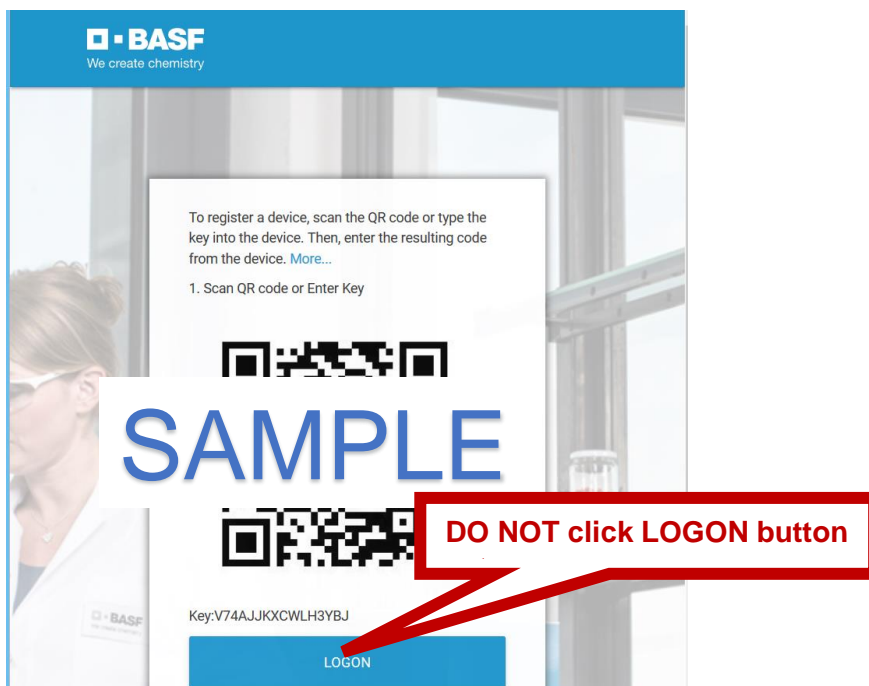 BASF
We create chemistry
To register a device, scan the QR code or type the
key into the device. Then, enter the resulting code
from the device. More...
1. Scan QR code or Enter Key
SAMPLE
DO NOT click LOGON button
BASF
Key:V74AJJKXCWLH3YBJ
LOGON